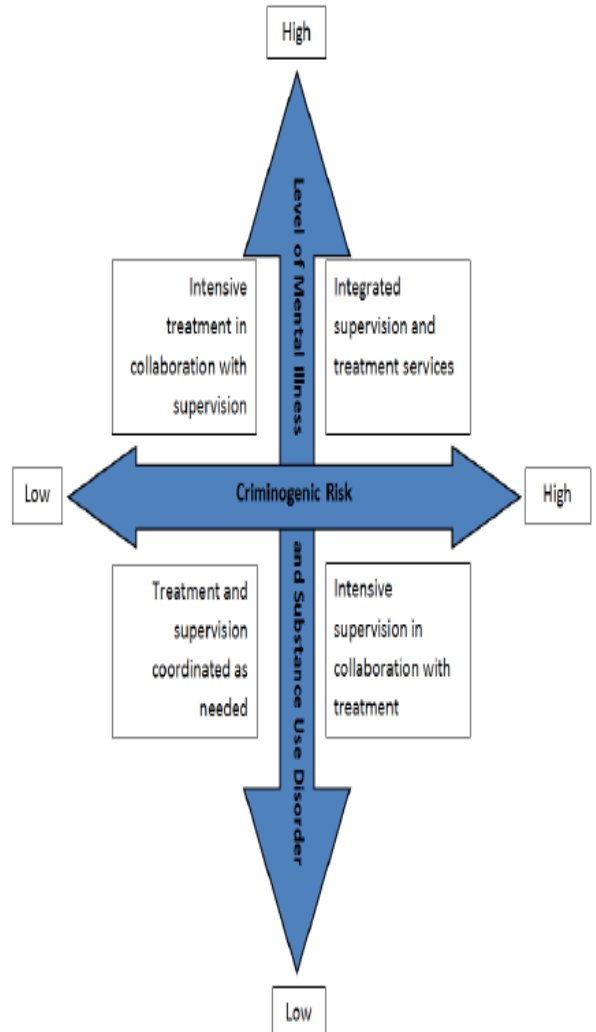 High
Level of Mental Illness
Intensive
treatment in
collaboration with
supervision
Integrated
supervision and
treatment services
Low
Criminogenic Risk
High
and Substance Use Disorder
Treatment and
supervision
coordinated as
needed
Intensive
supervision in
collaboration with
treatment
Low